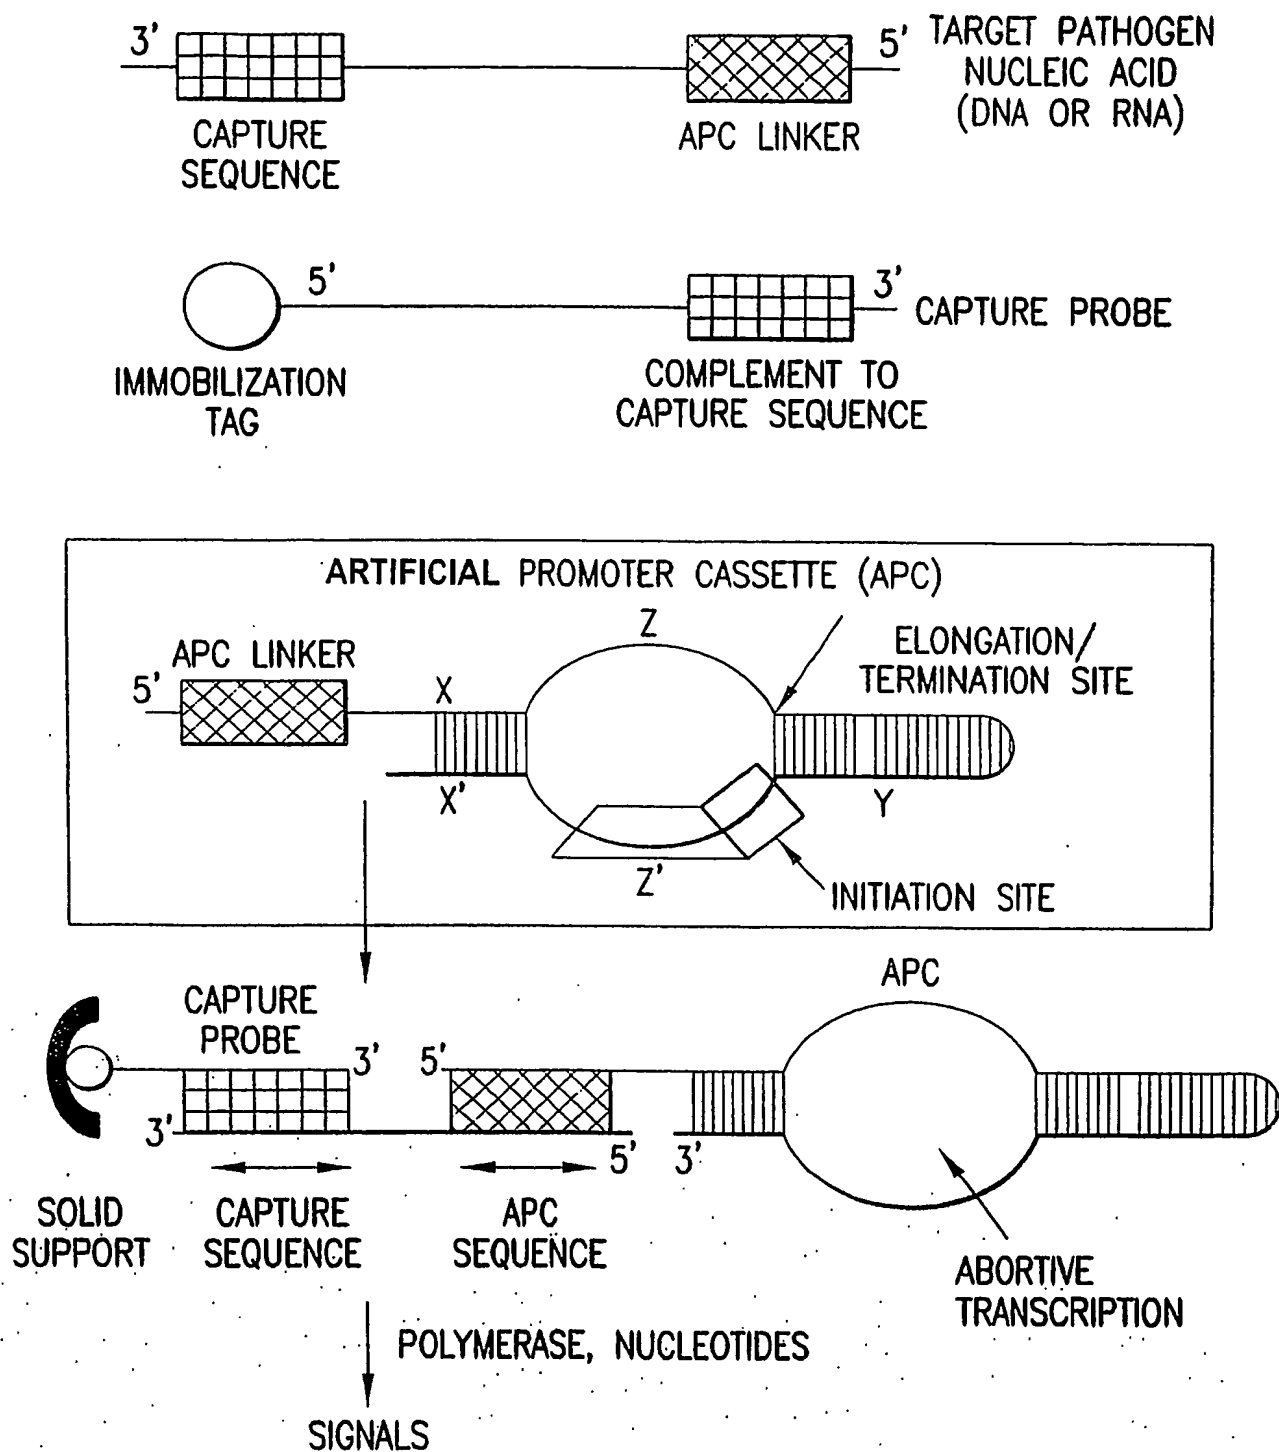 3'
5'
TARGET PATHOGEN
NUCLEIC ACID
(DNA OR RNA)
CAPTURE
SEQUENCE
APC LINKER
5'
3'
CAPTURE PROBE
IMMOBILIZATION
TAG
COMPLEMENT TO
CAPTURE SEQUENCE
ARTIFICIAL PROMOTER CASSETTE (APC)
Z
ELONGATION/
TERMINATION SITE
APC LINKER
5'
X
X'
Y
Z'
INITIATION SITE
APC
CAPTURE
PROBE
3'
5'
3'
5'
3'
SOLID
SUPPORT
CAPTURE
SEQUENCE
APC
SEQUENCE
ABORTIVE
TRANSCRIPTION
POLYMERASE, NUCLEOTIDES
SIGNALS